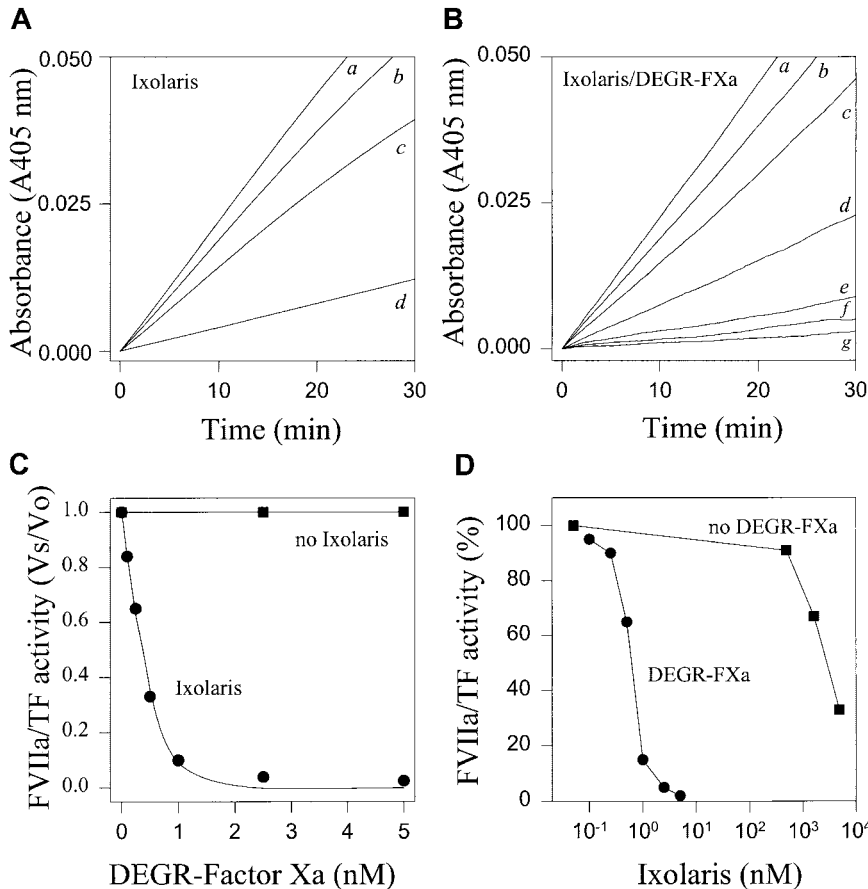 A
Absorbance (A405 nm)
0.050
0.025
0.000
Ixolaris
a
b
c
d
0
10
20
30
Time (min)
B
Absorbance (A405 nm)
0.050
0.025
0.000
Ixolaris/DEGR-FXa
a
b
c
d
e
f
g
0
10
20
30
Time (min)
C
FVIIa/TF activity (Vs/Vo)
1.0
0.8
0.6
0.4
0.2
0.0
no Ixolaris
Ixolaris
0
1
2
3
4
5
DEGR-Factor Xa (nM)
D
FVIIa/TF activity (%)
100
80
60
40
20
0
no DEGR-FXa
DEGR-FXa
10⁻¹
10⁰
10¹
10²
10³
10⁴
Ixolaris (nM)